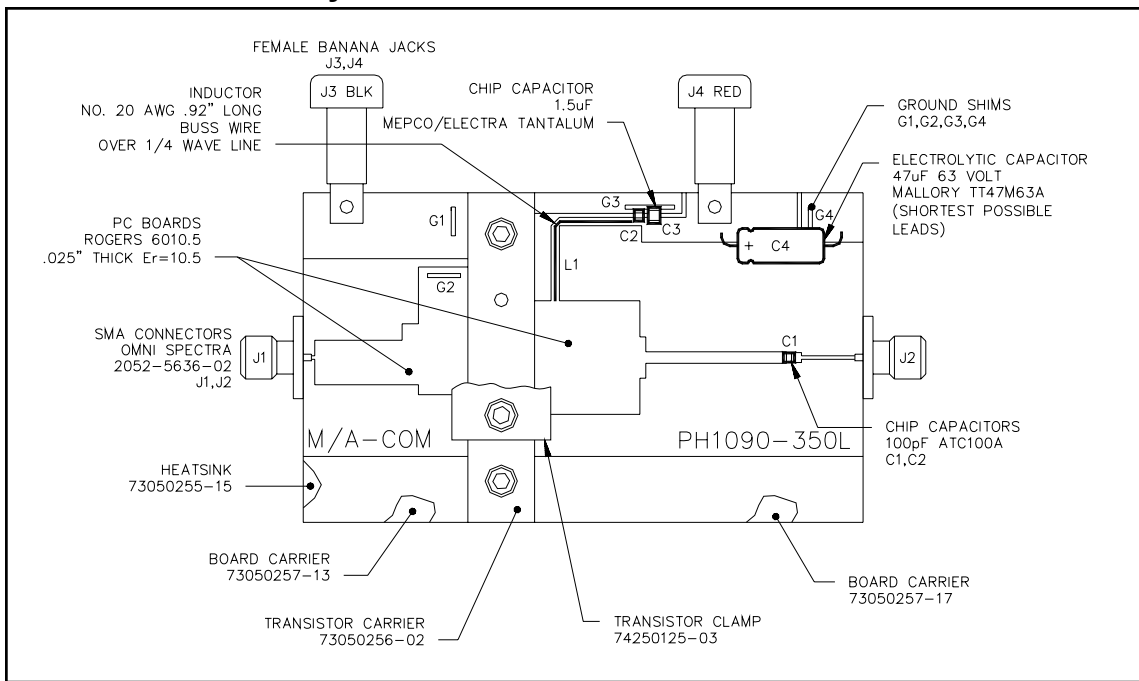 FEMALE BANANA JACKS
J3,J4
J3 BLK
INDUCTOR
NO. 20 AWG .92" LONG
BUSS WIRE
OVER 1/4 WAVE LINE
CHIP CAPACITOR
1.5uF
MEPCO/ELECTRA TANTALUM
J4 RED
GROUND SHIMS
G1,G2,G3,G4
ELECTROLYTIC CAPACITOR
47uF 63 VOLT
MALLORY TT47M63A
(SHORTEST POSSIBLE
LEADS)
PC BOARDS
ROGERS 6010.5
.025" THICK Er=10.5
G1
G2
G3
C2
C3
L1
G4
+ C4
SMA CONNECTORS
OMNI SPECTRA
2052-5636-02
J1,J2
J1
C1
J2
M/A-COM
PH1090-350L
CHIP CAPACITORS
100pF ATC100A
C1,C2
HEATSINK
73050255-15
BOARD CARRIER
73050257-13
TRANSISTOR CARRIER
73050256-02
TRANSISTOR CLAMP
74250125-03
BOARD CARRIER
73050257-17